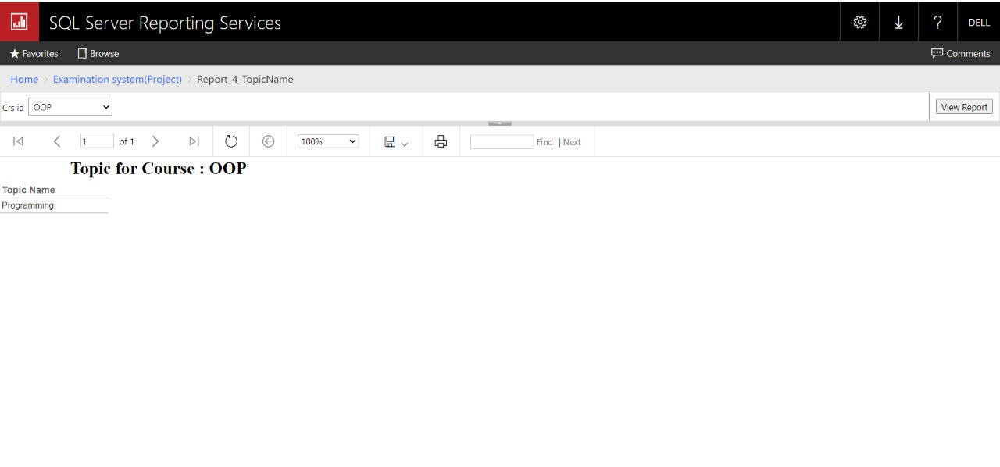 SQL Server Reporting Services
? DELL
Favorites Browse Comments
Home > Examination system(Project) > Report_4_TopicName
Crs id OOP View Report
1 of 1 100% Find | Next
Topic for Course : OOP
Topic Name
Programming